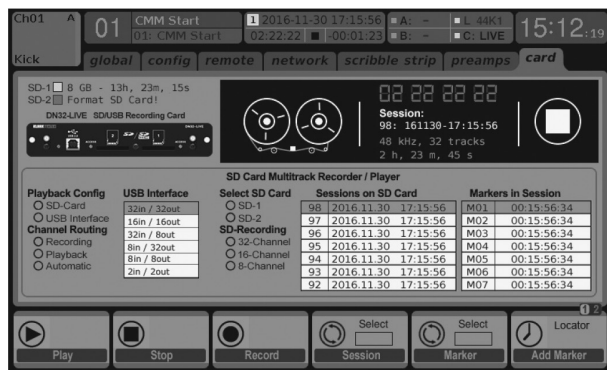 Ch01 A
Kick
01
CMM Start
01: CMM Start
1 2016-11-30 17:15:56
02:22:22 -00:01:23
A: -
B: -
L 44K1
C: LIVE
15:12:19
global config remote network scribble strip preamps card
SD-1 8 GB - 13h, 23m, 15s
SD-2 Format SD Card!
DN32-LIVE SD/USB Recording Card
22 22 22 22
Session:
98: 161130-17:15:56
48 kHz, 32 tracks
2 h, 23 m, 45 s
SD Card Multitrack Recorder / Player
Playback Config
SD-Card
USB Interface
Channel Routing
Recording
Playback
Automatic
USB Interface
32in / 32out
16in / 16out
32in / 8out
8in / 32out
8in / 8out
2in / 2out
Select SD Card
SD-1
SD-2
SD-Recording
32-Channel
16-Channel
8-Channel
Sessions on SD Card
98 2016.11.30 17:15:56
97 2016.11.30 17:15:56
96 2016.11.30 17:15:56
95 2016.11.30 17:15:56
94 2016.11.30 17:15:56
93 2016.11.30 17:15:56
92 2016.11.30 17:15:56
Markers in Session
M01 00:15:56:34
M02 00:15:56:34
M03 00:15:56:34
M04 00:15:56:34
M05 00:15:56:34
M06 00:15:56:34
M07 00:15:56:34
1 2
Play
Stop
Record
Select
Session
Select
Marker
Locator
Add Marker